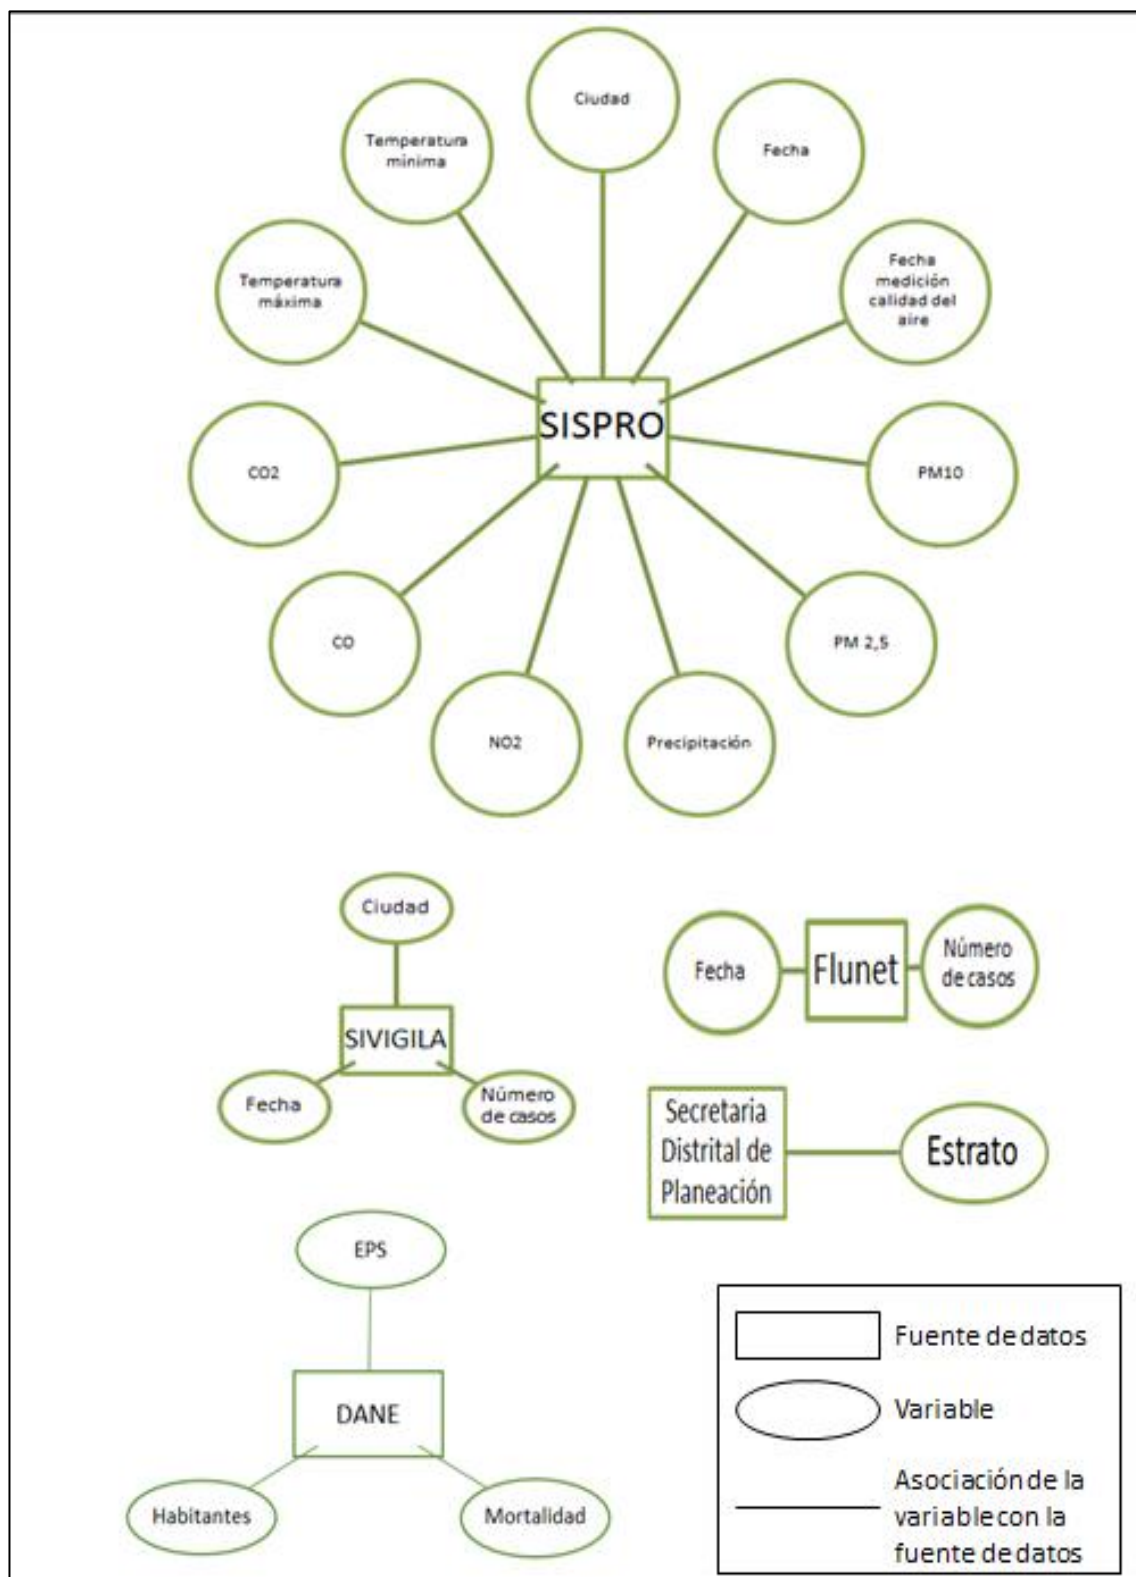 Ciudad
Temperatura
mínima
Fecha
Temperatura
máxima
Fecha
medición
calidad del
aire
SISPRO
CO2
PM10
CO
PM 2,5
NO2
Precipitación
Ciudad
SIVIGILA
Fecha
Número
de casos
Fecha
Flunet
Número
de casos
Secretaria
Distrital de
Planeación
Estrato
EPS
DANE
Habitantes
Mortalidad
Fuente de datos
Variable
Asociación de la
variable con la
fuente de datos